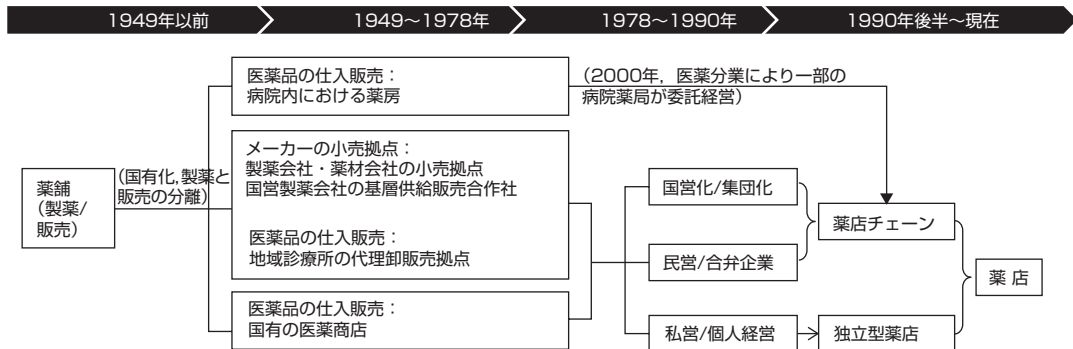 1949年以前
1949〜1978年
1978〜1990年
1990年後半〜現在
薬舗
（製薬/
販売）
（国有化,製薬と
販売の分離）
医薬品の仕入販売：
病院内における薬房
（2000年，医薬分業により一部の
病院薬局が委託経営）
メーカーの小売拠点：
製薬会社・薬材会社の小売拠点
国営製薬会社の基層供給販売合作社
医薬品の仕入販売：
地域診療所の代理卸販売拠点
医薬品の仕入販売：
国有の医薬商店
国営化/集団化
民営/合弁企業
私営/個人経営
薬店チェーン
独立型薬店
薬 店